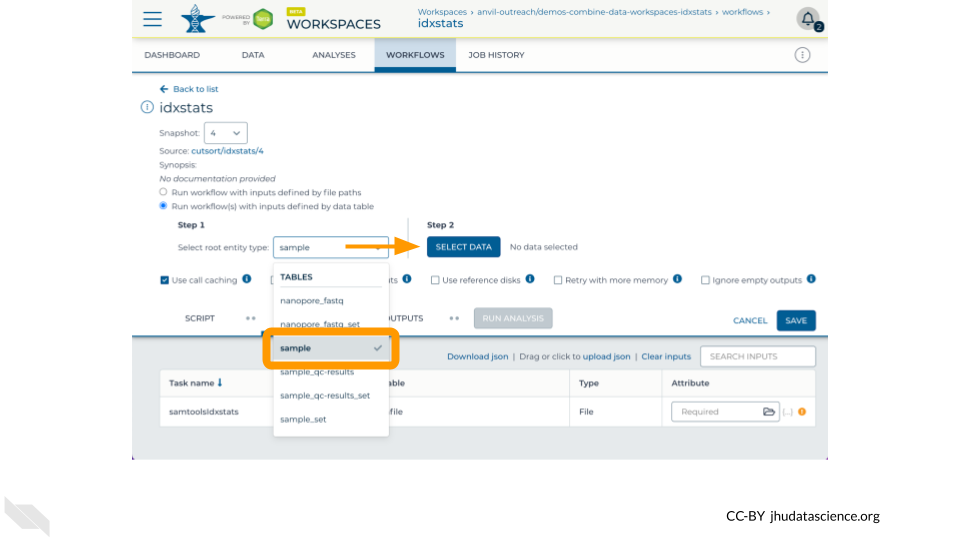 POWERED BY Terra
BETA
WORKSPACES
Workspaces › anvil-outreach/demos-combine-data-workspaces-idxstats › workflows ›
idxstats
2
DASHBOARD DATA ANALYSES WORKFLOWS JOB HISTORY
Back to list
idxstats
Snapshot: 4
Source: cutsort/idxstats/4
Synopsis:
No documentation provided
Run workflow with inputs defined by file paths
Run workflow(s) with inputs defined by data table
Step 1 Step 2
Select root entity type: sample SELECT DATA No data selected
Use call caching ts Use reference disks Retry with more memory Ignore empty outputs
TABLES
nanopore_fastq
SCRIPT UTPUTS RUN ANALYSIS CANCEL SAVE
nanopore_fastq_set
sample
Download json | Drag or click to upload json | Clear inputs SEARCH INPUTS
sample_qc-results
Task name able Type Attribute
sample_qc-results_set
samtoolsIdxstats file File Required {...}
sample_set
CC-BY jhudatascience.org